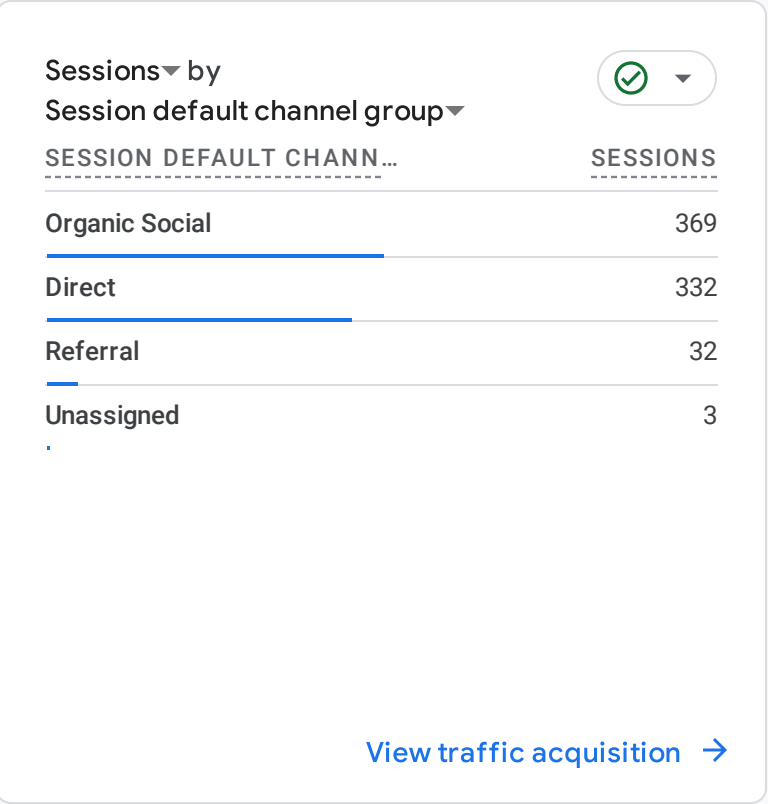 Sessions by
Session default channel group
SESSION DEFAULT CHANN… SESSIONS
Organic Social 369
Direct 332
Referral 32
Unassigned 3
View traffic acquisition